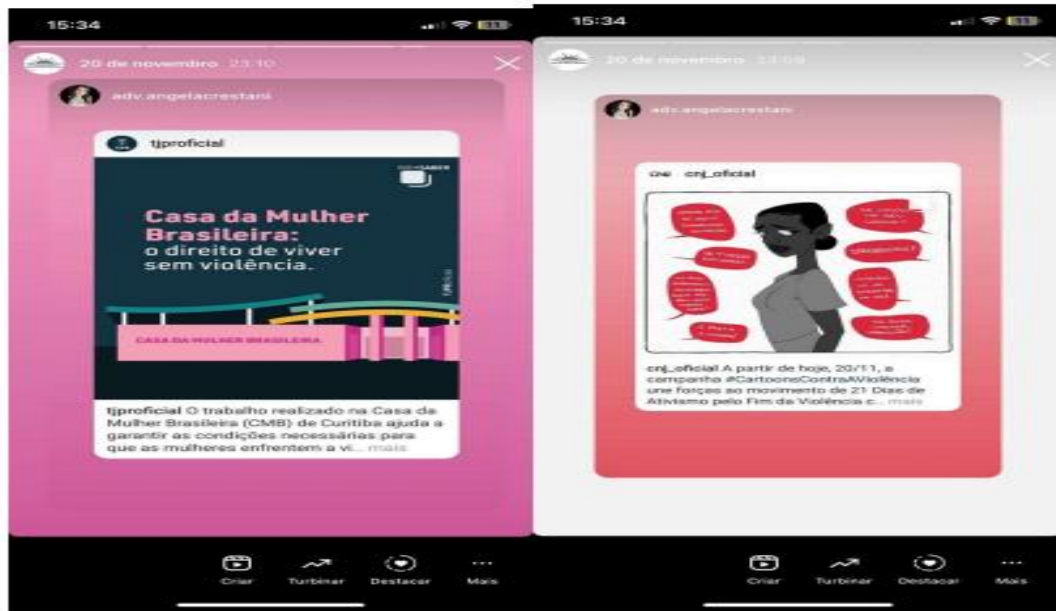 15:34
20 de novembro 23:10
adv.angelacrestani
tjproficial
Casa da Mulher
Brasileira:
o direito de viver
sem violência.
CASA DA MULHER BRASILEIRA
tjproficial O trabalho realizado na Casa da
Mulher Brasileira (CMB) de Curitiba ajuda a
garantir as condições necessárias para
que as mulheres enfrentem a vi... mais
Criar
Turbinar
Destacar
Mais
15:34
20 de novembro 23:09
adv.angelacrestani
cnj_oficial
cnj_oficial A partir de hoje, 20/11, a
campanha #CartoonsContraAViolência
une forças ao movimento de 21 Dias de
Ativismo pelo Fim da Violência c... mais
Criar
Turbinar
Destacar
Mais